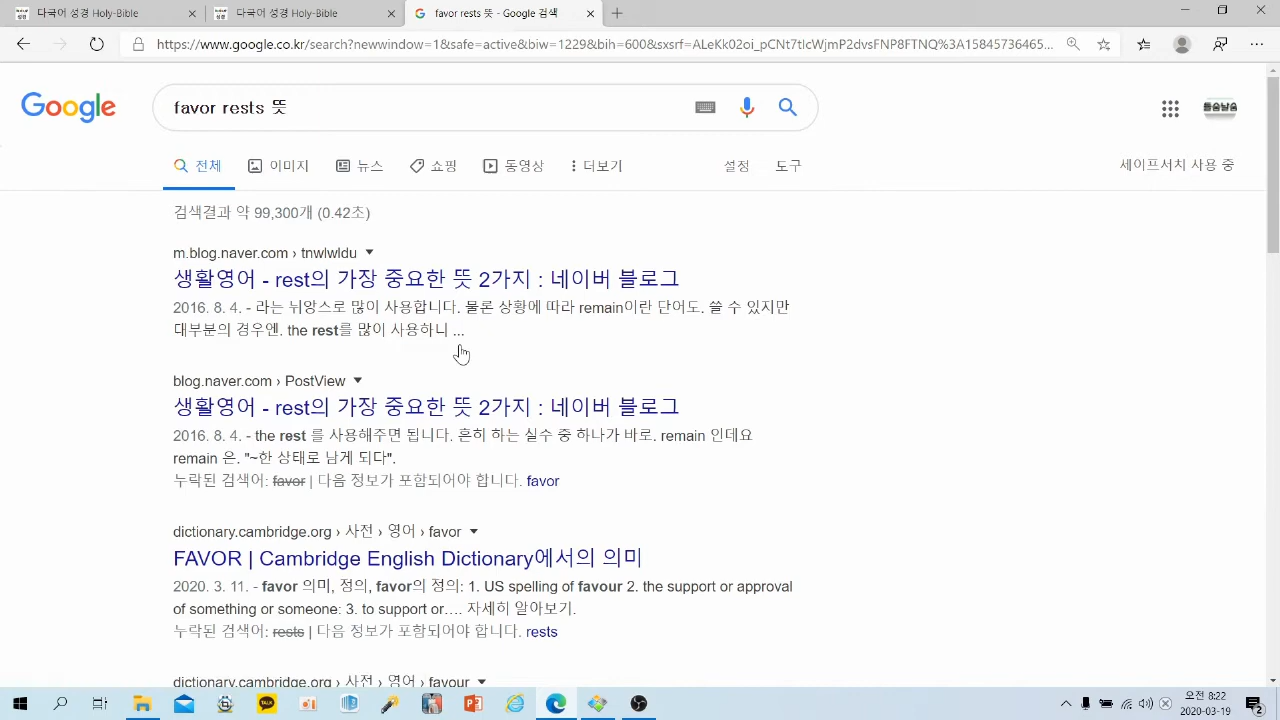 다국어 성경 Holy-Bible
다국어 성경 Holy-Bible
favor rests 뜻 - Google 검색
https://www.google.co.kr/search?newwindow=1&safe=active&biw=1229&bih=600&sxsrf=ALeKk02oi_pCNt7tIcWjmP2dvsFNP8FTNQ%3A15845736465...
Google
favor rests 뜻
전체
이미지
뉴스
쇼핑
동영상
더보기
설정
도구
세이프서치 사용 중
검색결과 약 99,300개 (0.42초)
m.blog.naver.com › tnwlwldu
생활영어 - rest의 가장 중요한 뜻 2가지 : 네이버 블로그
2016. 8. 4. - 라는 뉘앙스로 많이 사용합니다. 물론 상황에 따라 remain이란 단어도. 쓸 수 있지만
대부분의 경우엔. the rest를 많이 사용하니 ...
blog.naver.com › PostView
생활영어 - rest의 가장 중요한 뜻 2가지 : 네이버 블로그
2016. 8. 4. - the rest 를 사용해주면 됩니다. 흔히 하는 실수 중 하나가 바로. remain 인데요
remain 은. "~한 상태로 남게 되다".
누락된 검색어: favor | 다음 정보가 포함되어야 합니다. favor
dictionary.cambridge.org › 사전 › 영어 › favor
FAVOR | Cambridge English Dictionary에서의 의미
2020. 3. 11. - favor 의미, 정의, favor의 정의: 1. US spelling of favour 2. the support or approval
of something or someone: 3. to support or…. 자세히 알아보기.
누락된 검색어: rests | 다음 정보가 포함되어야 합니다. rests
dictionary.cambridge.org › 사전 › 영어 › favour
TALK
오전 8:22
2020-03-19
2